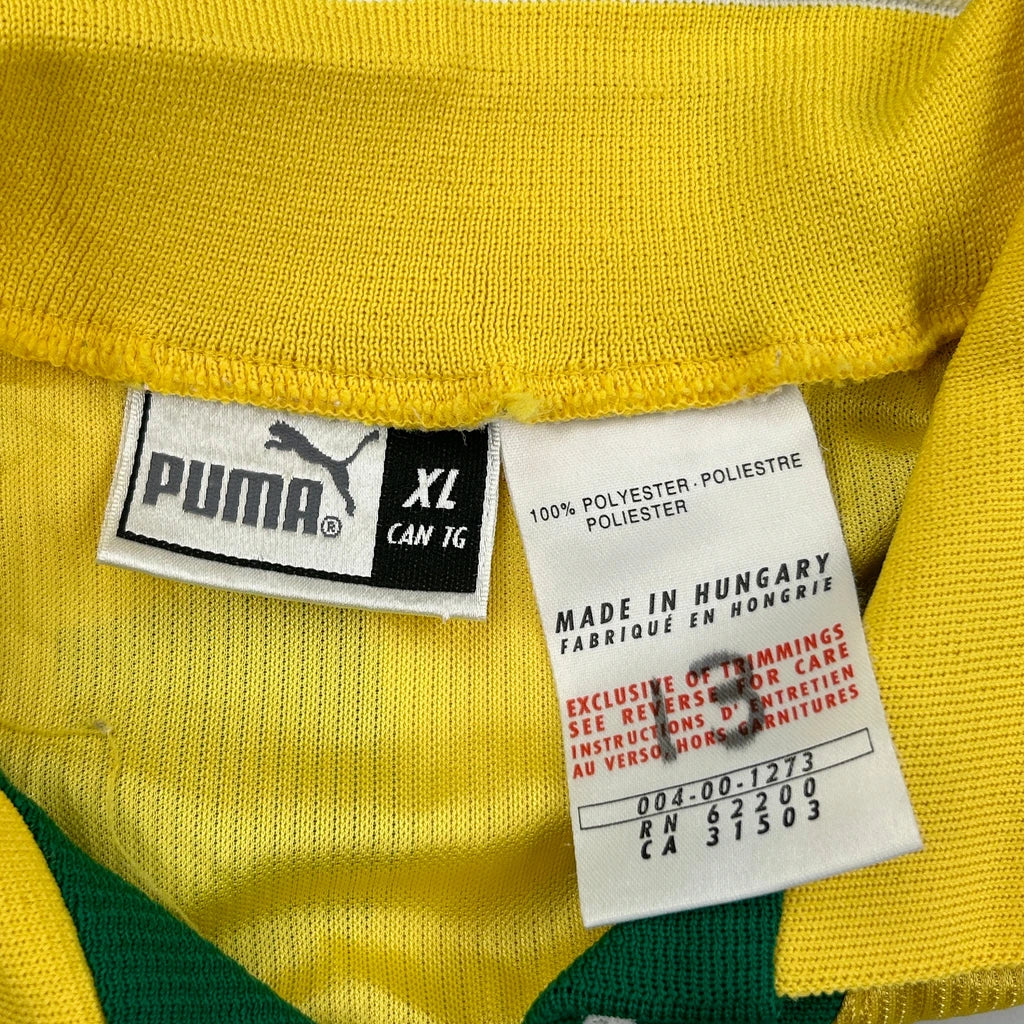 PUMA®
XL
CAN TG
100% POLYESTER · POLIESTRE
POLIESTER
MADE IN HUNGARY
FABRIQUÉ EN HONGRIE
EXCLUSIVE OF TRIMMINGS
SEE REVERSE FOR CARE
INSTRUCTIONS D'ENTRETIEN
AU VERSO, HORS GARNITURES
13
004-00-1273
RN 62200
CA 31503